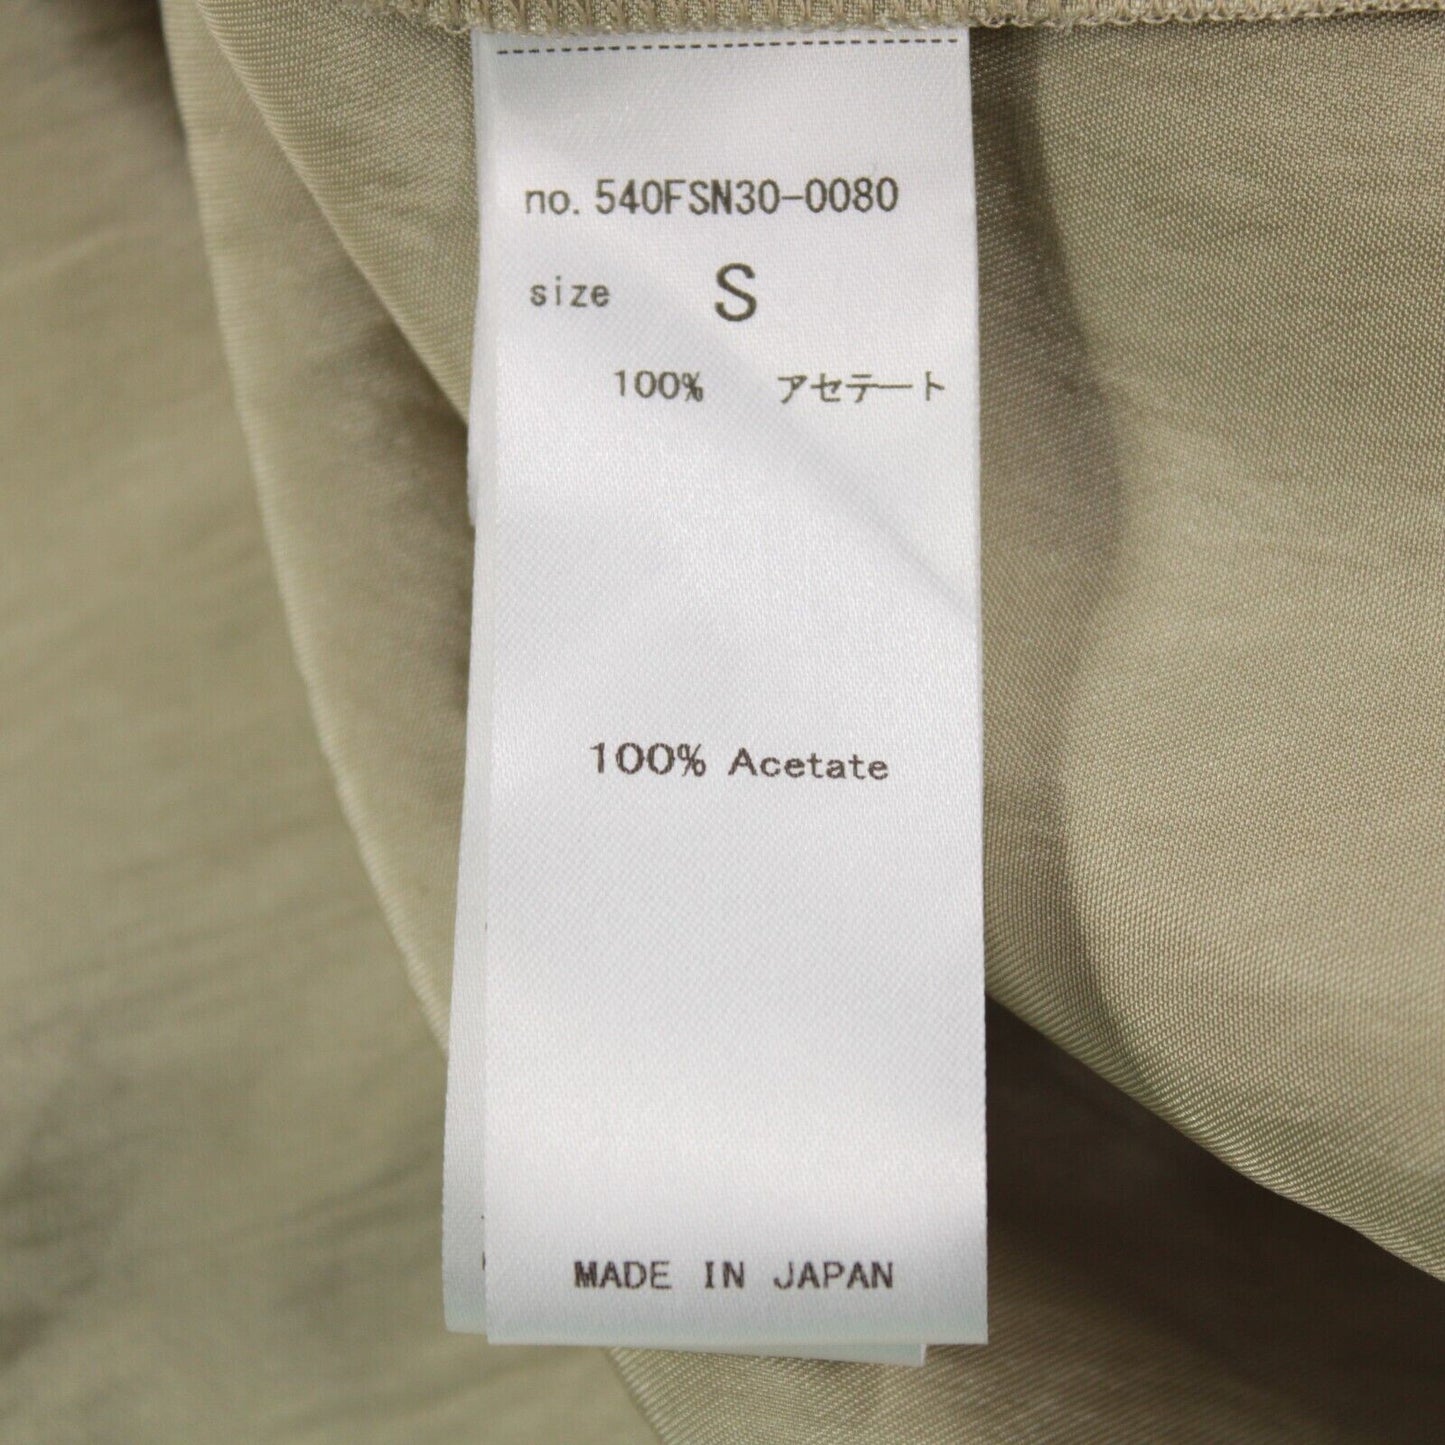 no. 540FSN30-0080
size S
100% アセテート
100% Acetate
MADE IN JAPAN